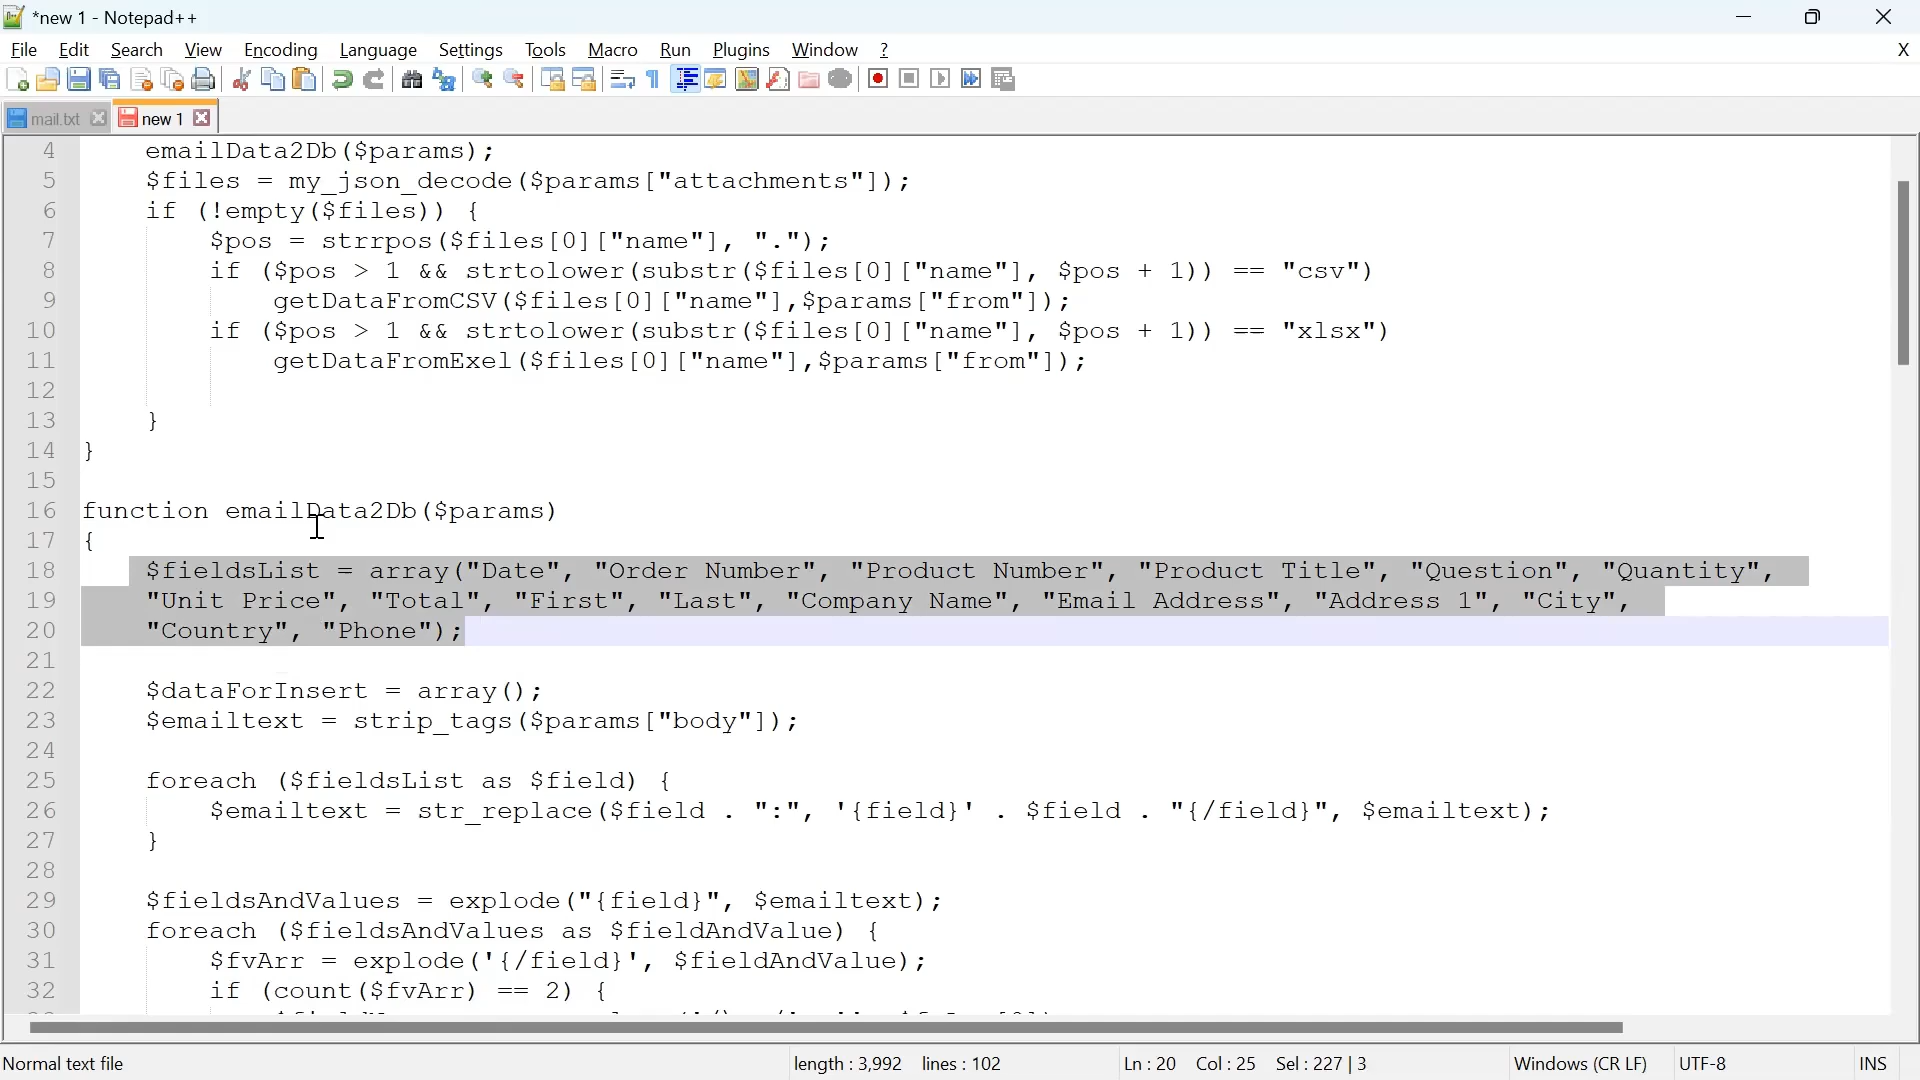 *new 1 - Notepad++
File Edit Search View Encoding Language Settings Tools Macro Run Plugins Window ? X
mail.txt new 1
4 emailData2Db($params);
5 $files = my_json_decode($params["attachments"]);
6 if (!empty($files)) {
7 $pos = strrpos($files[0]["name"], ".");
8 if ($pos > 1 && strtolower(substr($files[0]["name"], $pos + 1)) == "csv")
9 getDataFromCSV($files[0]["name"],$params["from"]);
10 if ($pos > 1 && strtolower(substr($files[0]["name"], $pos + 1)) == "xlsx")
11 getDataFromExel($files[0]["name"],$params["from"]);
12
13 }
14 }
15
16 function emailData2Db($params)
17 {
18 $fieldsList = array("Date", "Order Number", "Product Number", "Product Title", "Question", "Quantity",
19 "Unit Price", "Total", "First", "Last", "Company Name", "Email Address", "Address 1", "City",
20 "Country", "Phone");
21
22 $dataForInsert = array();
23 $emailtext = strip_tags($params["body"]);
24
25 foreach ($fieldsList as $field) {
26 $emailtext = str_replace($field . ":", '{field}' . $field . "{/field}", $emailtext);
27 }
28
29 $fieldsAndValues = explode("{field}", $emailtext);
30 foreach ($fieldsAndValues as $fieldAndValue) {
31 $fvArr = explode('{/field}', $fieldAndValue);
32 if (count($fvArr) == 2) {
Normal text file length : 3,992 lines : 102 Ln : 20 Col : 25 Sel : 227 | 3 Windows (CR LF) UTF-8 INS